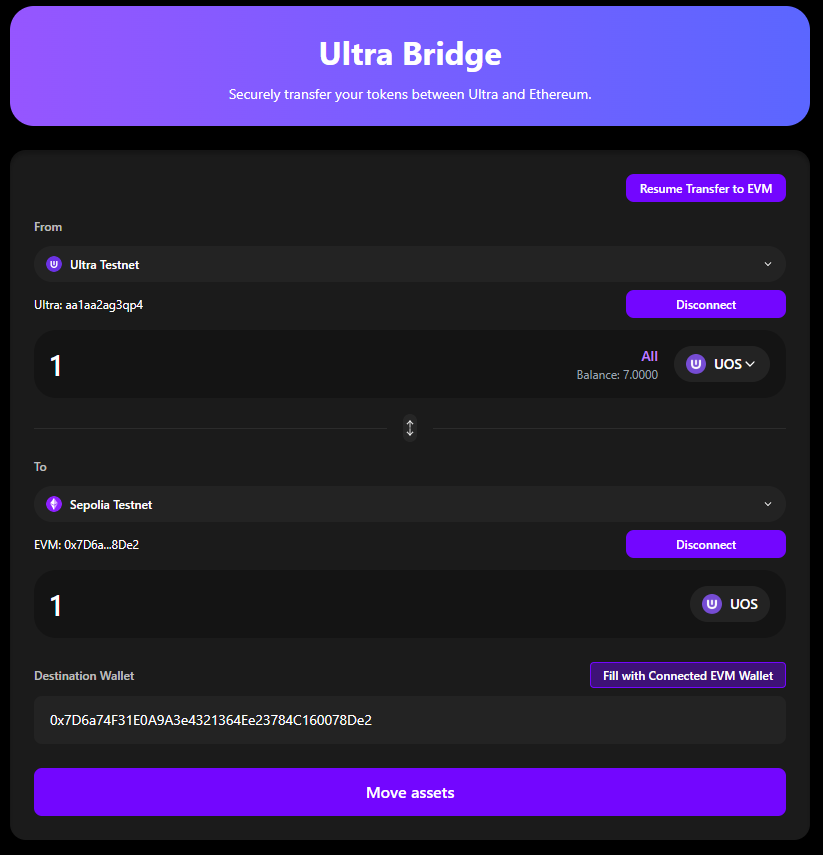 Ultra Bridge
Securely transfer your tokens between Ultra and Ethereum.
Resume Transfer to EVM
From
Ultra Testnet
Ultra: aa1aa2ag3qp4
Disconnect
1
All
Balance: 7.0000
UOS
To
Sepolia Testnet
EVM: 0x7D6a...8De2
Disconnect
1
UOS
Destination Wallet
Fill with Connected EVM Wallet
0x7D6a74F31E0A9A3e4321364Ee23784C160078De2
Move assets